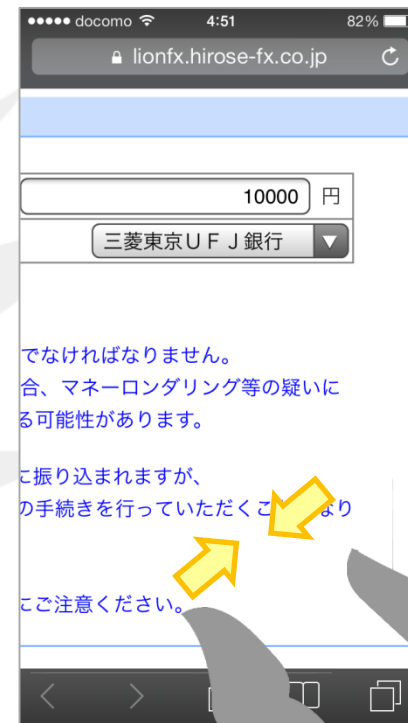 docomo 4:51 82%
lionfx.hirose-fx.co.jp
10000 円
三菱東京ＵＦＪ銀行
でなければなりません。
合、マネーロンダリング等の疑いに
る可能性があります。
に振り込まれますが、
の手続きを行っていただくこ なり
にご注意ください。